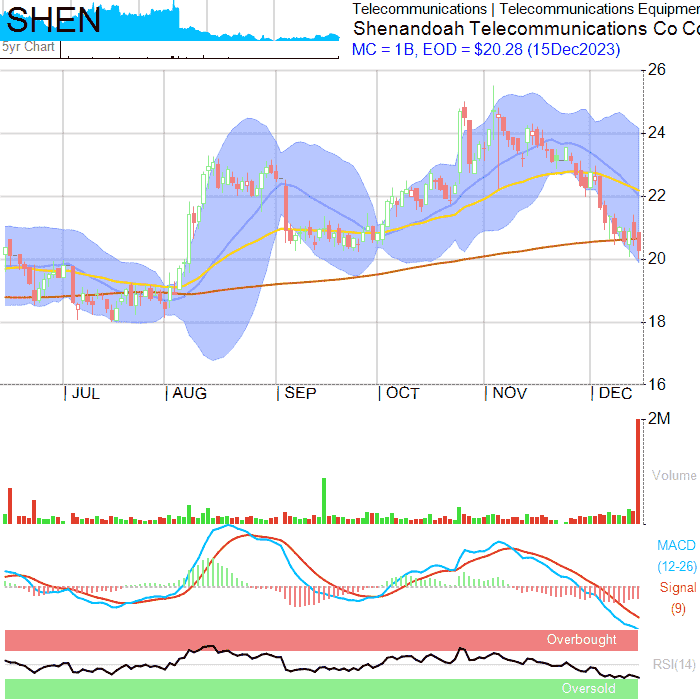 SHEN
5yr Chart
Telecommunications | Telecommunications Equipmen
Shenandoah Telecommunications Co Co
MC = 1B, EOD = $20.28 (15Dec2023)
26
24
22
20
18
16
JUL AUG SEP OCT NOV DEC
2M
Volume
MACD
(12-26)
Signal
(9)
Overbought
RSI(14)
Oversold